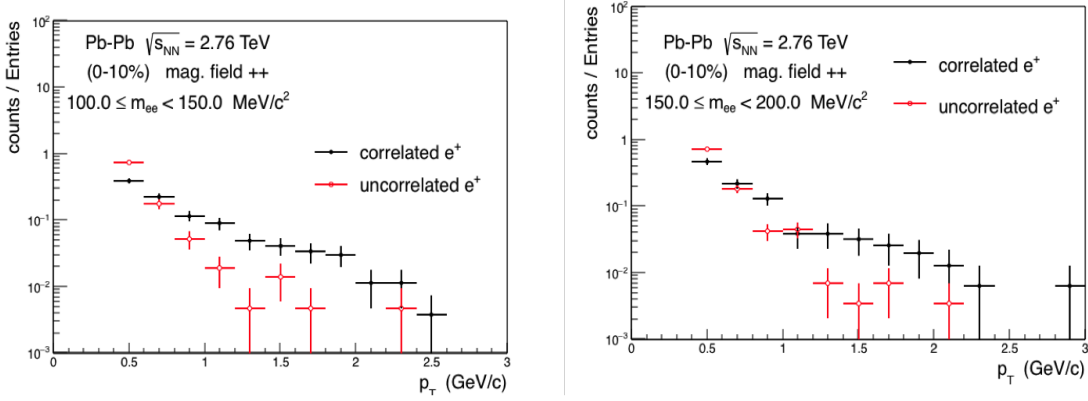 counts / Entries
10²
10
1
10⁻¹
10⁻²
10⁻³
Pb-Pb √s_NN = 2.76 TeV
(0-10%) mag. field ++
100.0 ≤ m_ee < 150.0 MeV/c²
correlated e⁺
uncorrelated e⁺
0 0.5 1 1.5 2 2.5 3
p_T (GeV/c)
counts / Entries
10²
10
1
10⁻¹
10⁻²
10⁻³
Pb-Pb √s_NN = 2.76 TeV
(0-10%) mag. field ++
150.0 ≤ m_ee < 200.0 MeV/c²
correlated e⁺
uncorrelated e⁺
0 0.5 1 1.5 2 2.5 3
p_T (GeV/c)